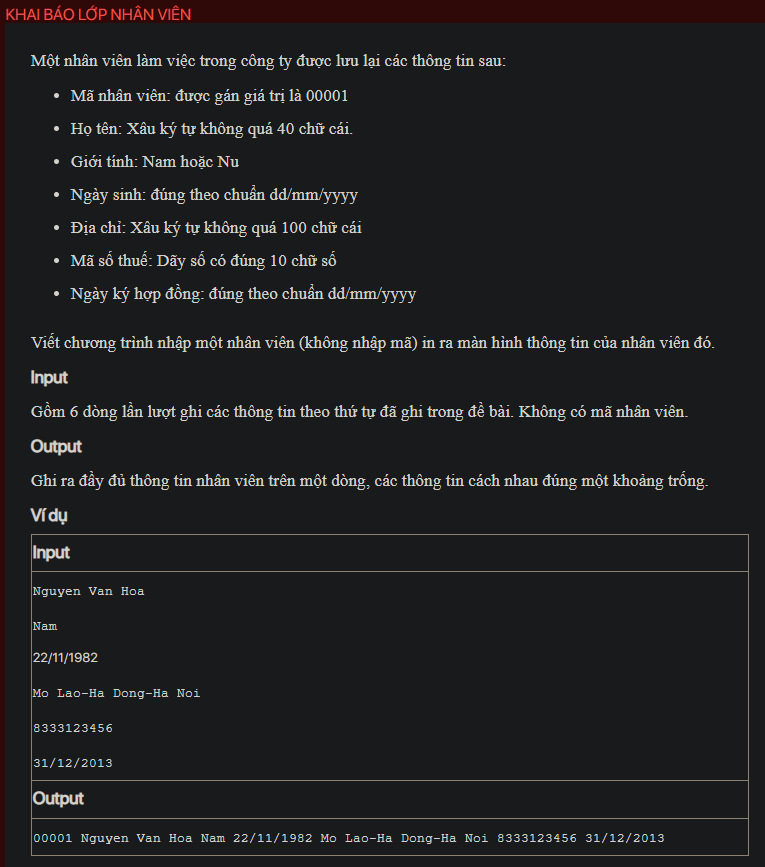 KHAI BÁO LỚP NHÂN VIÊN
Một nhân viên làm việc trong công ty được lưu lại các thông tin sau:
• Mã nhân viên: được gán giá trị là 00001
• Họ tên: Xâu ký tự không quá 40 chữ cái.
• Giới tính: Nam hoặc Nu
• Ngày sinh: đúng theo chuẩn dd/mm/yyyy
• Địa chỉ: Xâu ký tự không quá 100 chữ cái
• Mã số thuế: Dãy số có đúng 10 chữ số
• Ngày ký hợp đồng: đúng theo chuẩn dd/mm/yyyy
Viết chương trình nhập một nhân viên (không nhập mã) in ra màn hình thông tin của nhân viên đó.
Input
Gồm 6 dòng lần lượt ghi các thông tin theo thứ tự đã ghi trong đề bài. Không có mã nhân viên.
Output
Ghi ra đầy đủ thông tin nhân viên trên một dòng, các thông tin cách nhau đúng một khoảng trống.
Ví dụ
Input
Nguyen Van Hoa
Nam
22/11/1982
Mo Lao-Ha Dong-Ha Noi
8333123456
31/12/2013
Output
00001 Nguyen Van Hoa Nam 22/11/1982 Mo Lao-Ha Dong-Ha Noi 8333123456 31/12/2013